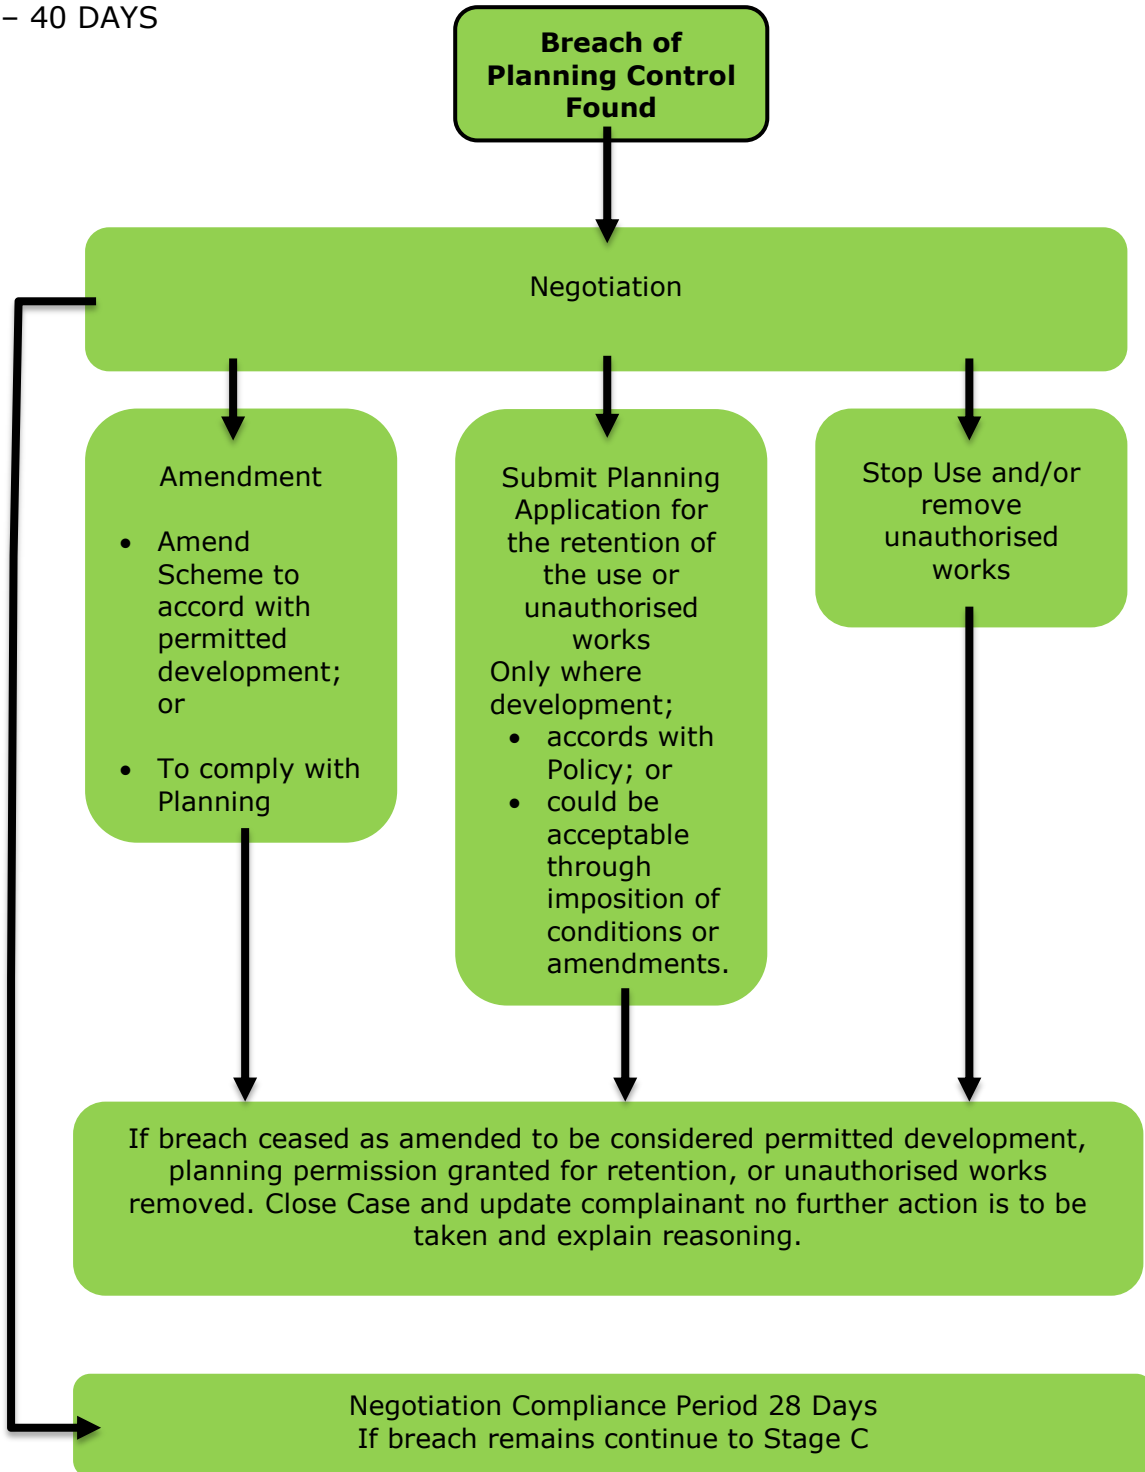 – 40 DAYS
Breach of
Planning Control
Found
Negotiation
Amendment
• Amend
Scheme to
accord with
permitted
development;
or
• To comply with
Planning
Submit Planning
Application for
the retention of
the use or
unauthorised
works
Only where
development;
• accords with
Policy; or
• could be
acceptable
through
imposition of
conditions or
amendments.
Stop Use and/or
remove
unauthorised
works
If breach ceased as amended to be considered permitted development,
planning permission granted for retention, or unauthorised works
removed. Close Case and update complainant no further action is to be
taken and explain reasoning.
Negotiation Compliance Period 28 Days
If breach remains continue to Stage C